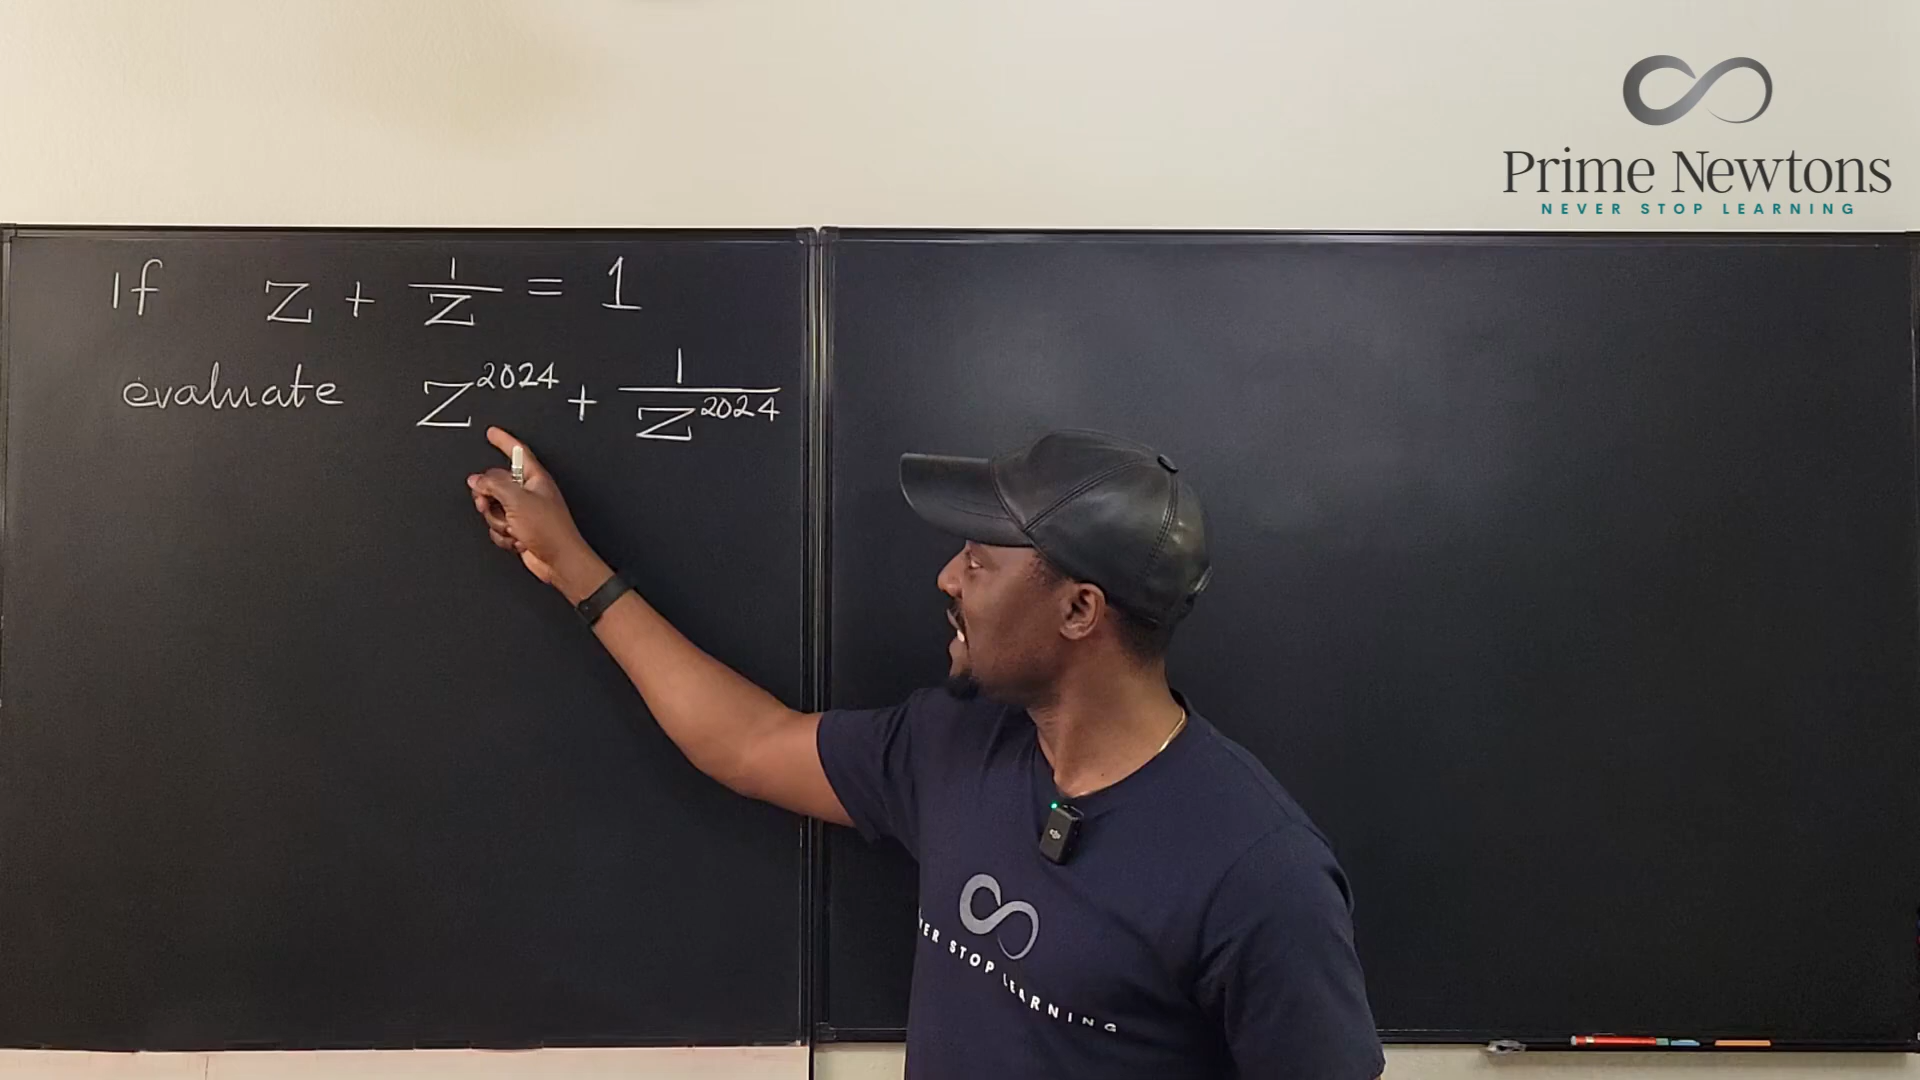 Prime Newtons
NEVER STOP LEARNING
If z + 1/z = 1
evaluate z^2024 + 1/z^2024
ER STOP LEARNING